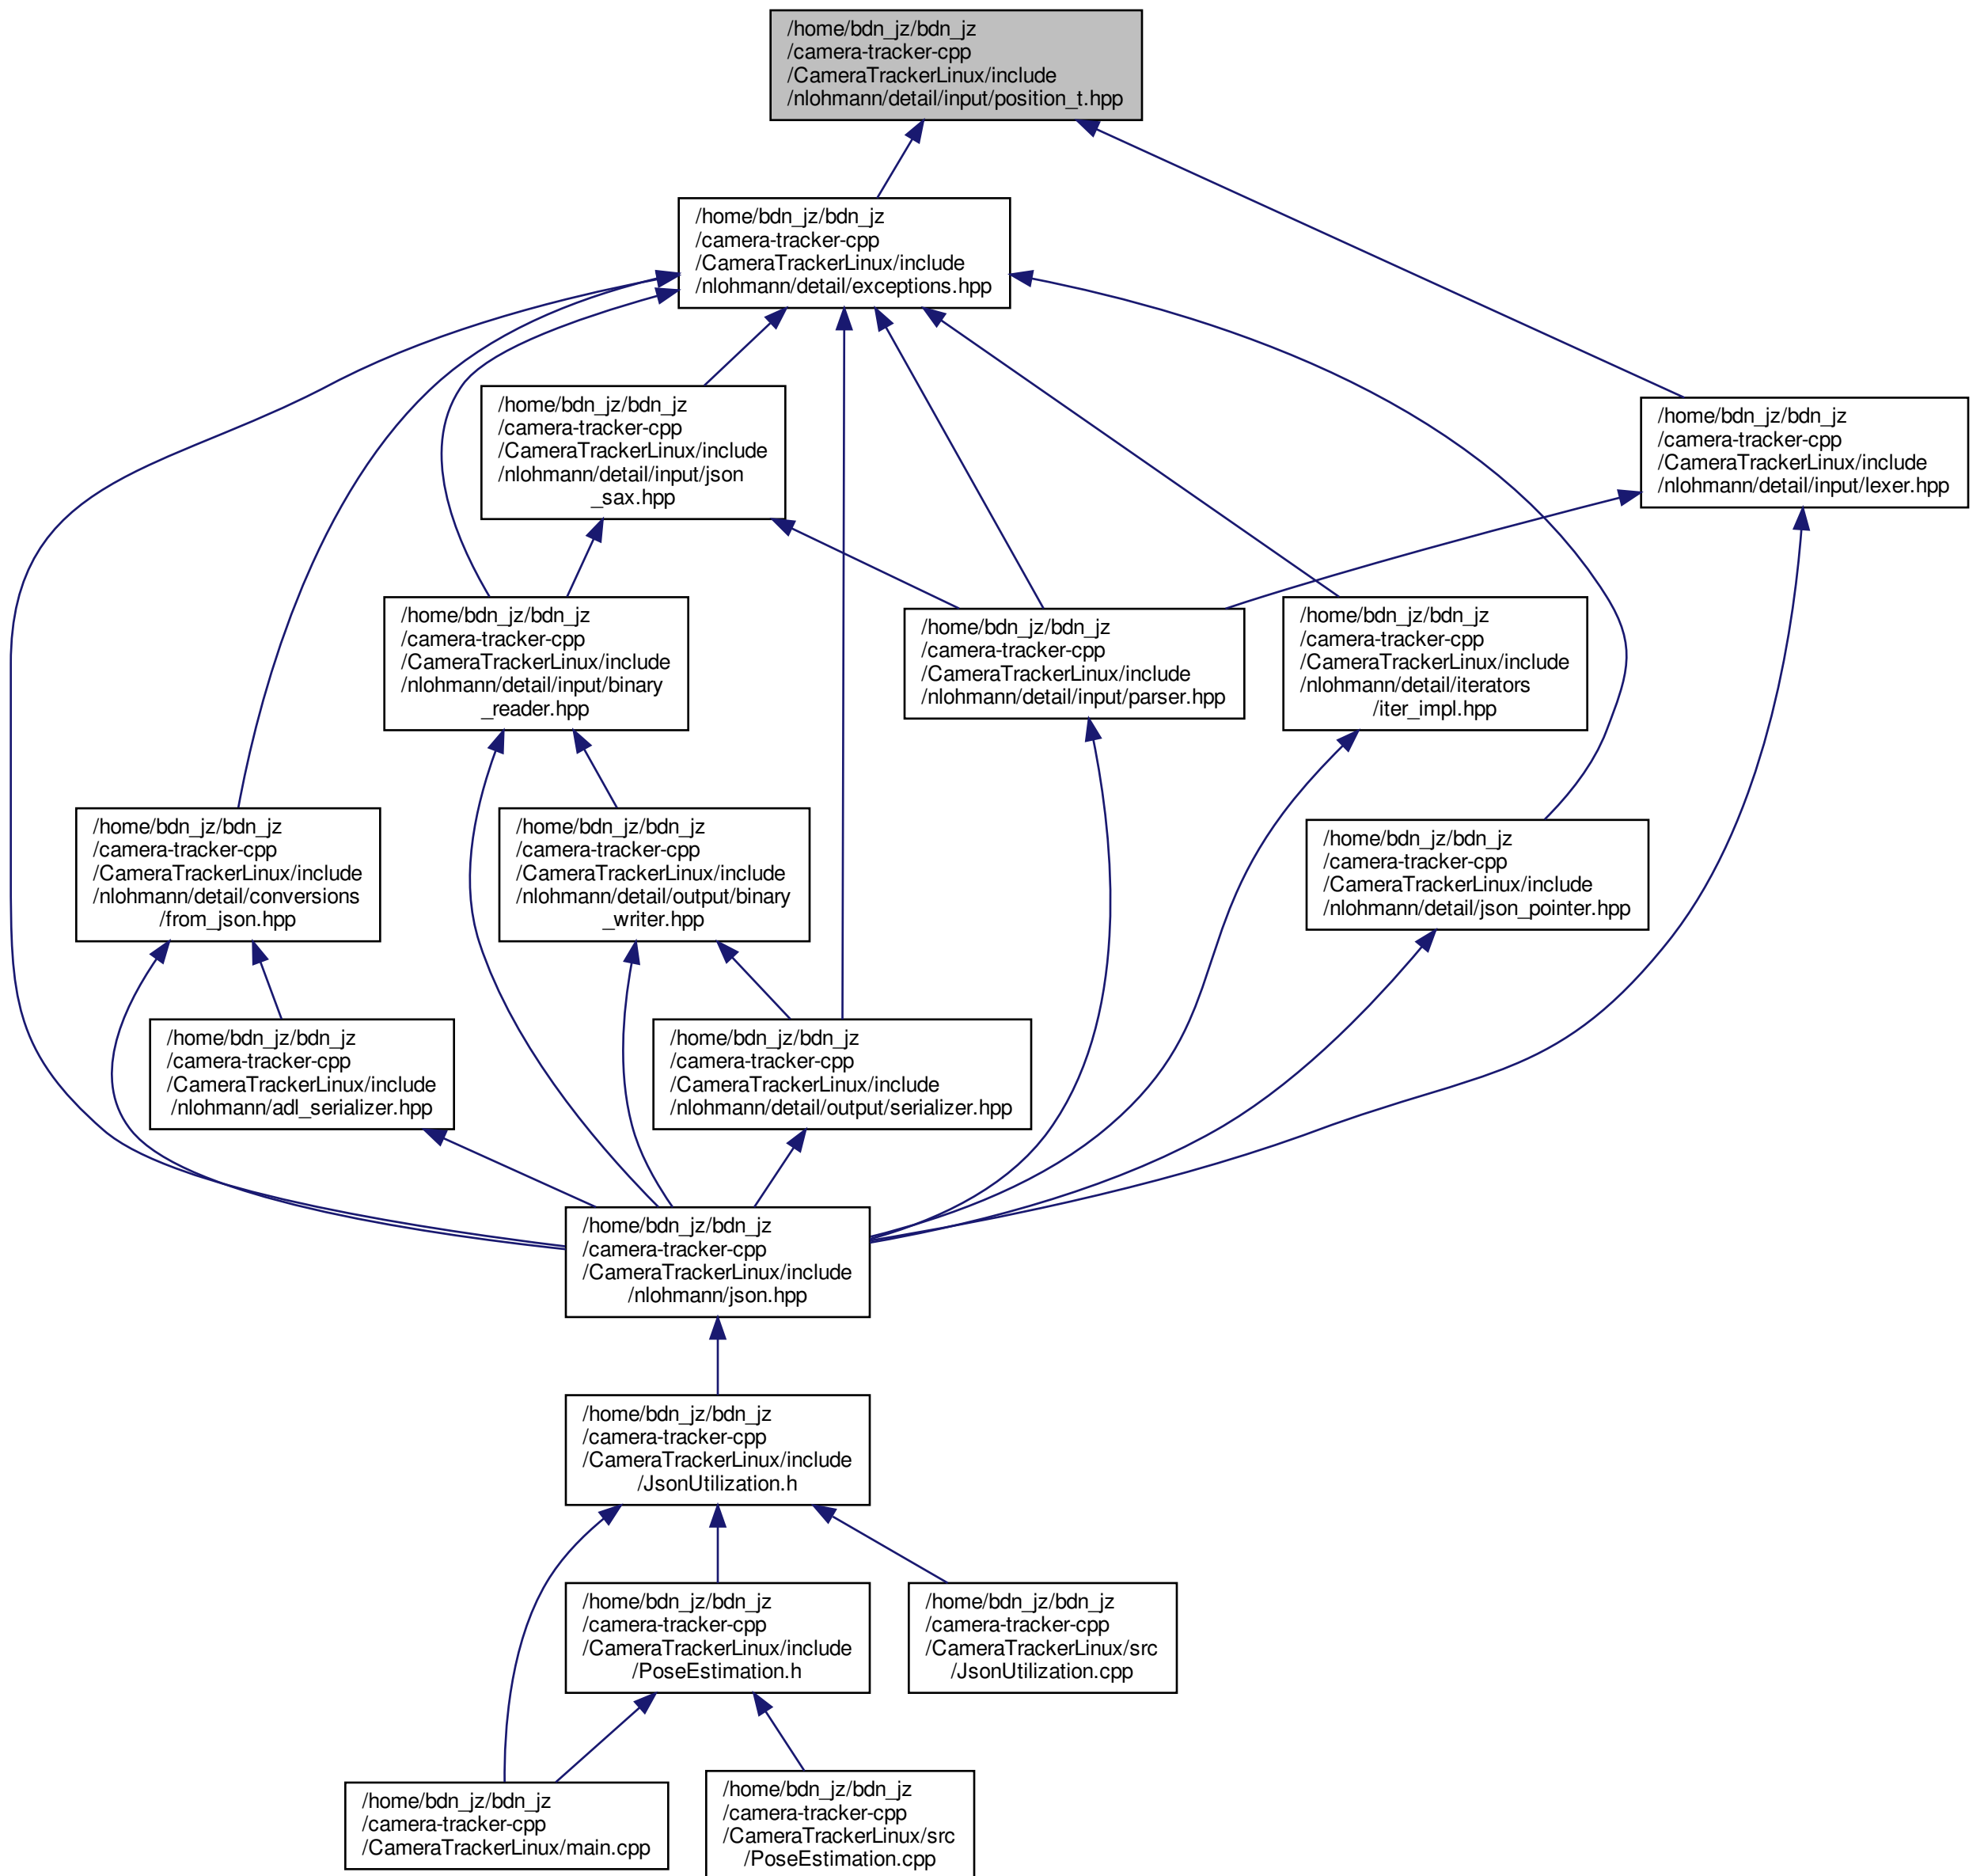 /home/bdn_jz/bdn_jz
/camera-tracker-cpp
/CameraTrackerLinux/include
/nlohmann/detail/input/position_t.hpp
/home/bdn_jz/bdn_jz
/camera-tracker-cpp
/CameraTrackerLinux/include
/nlohmann/detail/exceptions.hpp
/home/bdn_jz/bdn_jz
/camera-tracker-cpp
/CameraTrackerLinux/include
/nlohmann/detail/input/json
_sax.hpp
/home/bdn_jz/bdn_jz
/camera-tracker-cpp
/CameraTrackerLinux/include
/nlohmann/detail/input/lexer.hpp
/home/bdn_jz/bdn_jz
/camera-tracker-cpp
/CameraTrackerLinux/include
/nlohmann/detail/input/binary
_reader.hpp
/home/bdn_jz/bdn_jz
/camera-tracker-cpp
/CameraTrackerLinux/include
/nlohmann/detail/input/parser.hpp
/home/bdn_jz/bdn_jz
/camera-tracker-cpp
/CameraTrackerLinux/include
/nlohmann/detail/iterators
/iter_impl.hpp
/home/bdn_jz/bdn_jz
/camera-tracker-cpp
/CameraTrackerLinux/include
/nlohmann/detail/conversions
/from_json.hpp
/home/bdn_jz/bdn_jz
/camera-tracker-cpp
/CameraTrackerLinux/include
/nlohmann/detail/output/binary
_writer.hpp
/home/bdn_jz/bdn_jz
/camera-tracker-cpp
/CameraTrackerLinux/include
/nlohmann/detail/json_pointer.hpp
/home/bdn_jz/bdn_jz
/camera-tracker-cpp
/CameraTrackerLinux/include
/nlohmann/adl_serializer.hpp
/home/bdn_jz/bdn_jz
/camera-tracker-cpp
/CameraTrackerLinux/include
/nlohmann/detail/output/serializer.hpp
/home/bdn_jz/bdn_jz
/camera-tracker-cpp
/CameraTrackerLinux/include
/nlohmann/json.hpp
/home/bdn_jz/bdn_jz
/camera-tracker-cpp
/CameraTrackerLinux/include
/JsonUtilization.h
/home/bdn_jz/bdn_jz
/camera-tracker-cpp
/CameraTrackerLinux/include
/PoseEstimation.h
/home/bdn_jz/bdn_jz
/camera-tracker-cpp
/CameraTrackerLinux/src
/JsonUtilization.cpp
/home/bdn_jz/bdn_jz
/camera-tracker-cpp
/CameraTrackerLinux/main.cpp
/home/bdn_jz/bdn_jz
/camera-tracker-cpp
/CameraTrackerLinux/src
/PoseEstimation.cpp